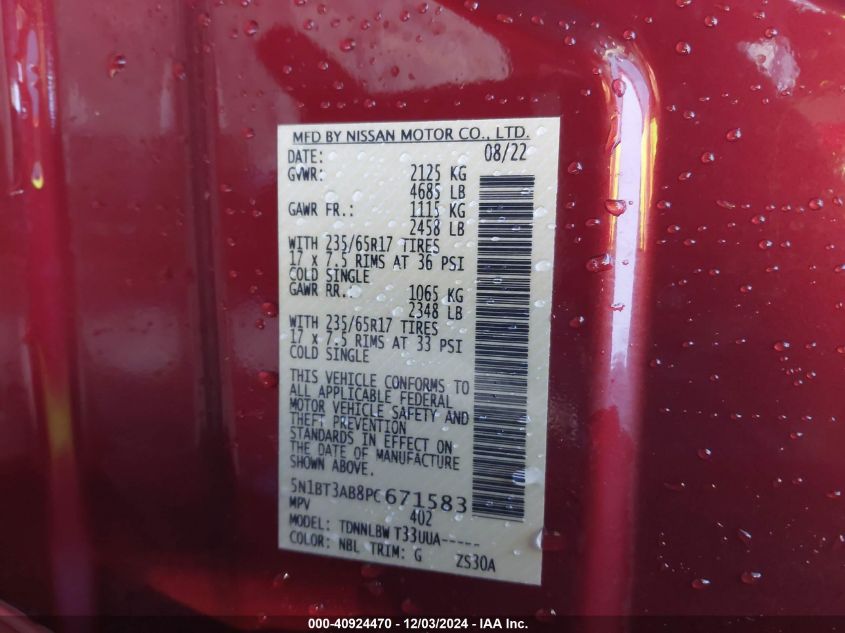 MFD BY NISSAN MOTOR CO., LTD.
DATE: 08/22
GVWR: 2125 KG
4685 LB
GAWR FR.: 1115 KG
2458 LB
WITH 235/65R17 TIRES
17 x 7.5 RIMS AT 36 PSI
COLD SINGLE
GAWR RR.: 1065 KG
2348 LB
WITH 235/65R17 TIRES
17 x 7.5 RIMS AT 33 PSI
COLD SINGLE
THIS VEHICLE CONFORMS TO
ALL APPLICABLE FEDERAL
MOTOR VEHICLE SAFETY AND
THEFT PREVENTION
STANDARDS IN EFFECT ON
THE DATE OF MANUFACTURE
SHOWN ABOVE.
5N1BT3AB8PC671583
MPV 402
MODEL: TDNNLBW T33UUA-----
COLOR: NBL TRIM: G ZS30A
000-40924470 - 12/03/2024 - IAA Inc.